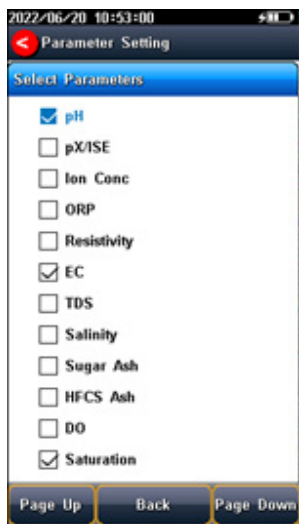 2022/06/20 10:53:00
Parameter Setting
Select Parameters
pH
pX/ISE
Ion Conc
ORP
Resistivity
EC
TDS
Salinity
Sugar Ash
HFCS Ash
DO
Saturation
Page Up Back Page Down